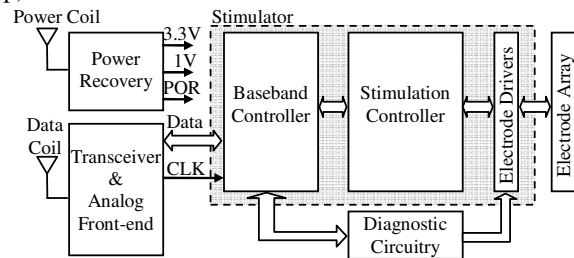 Power Coil
Stimulator
3.3V
Power
Recovery
1V
POR
Data
Coil
Transceiver
&
Analog
Front-end
Data
CLK
Baseband
Controller
Stimulation
Controller
Electrode Drivers
Electrode Array
Diagnostic
Circuitry